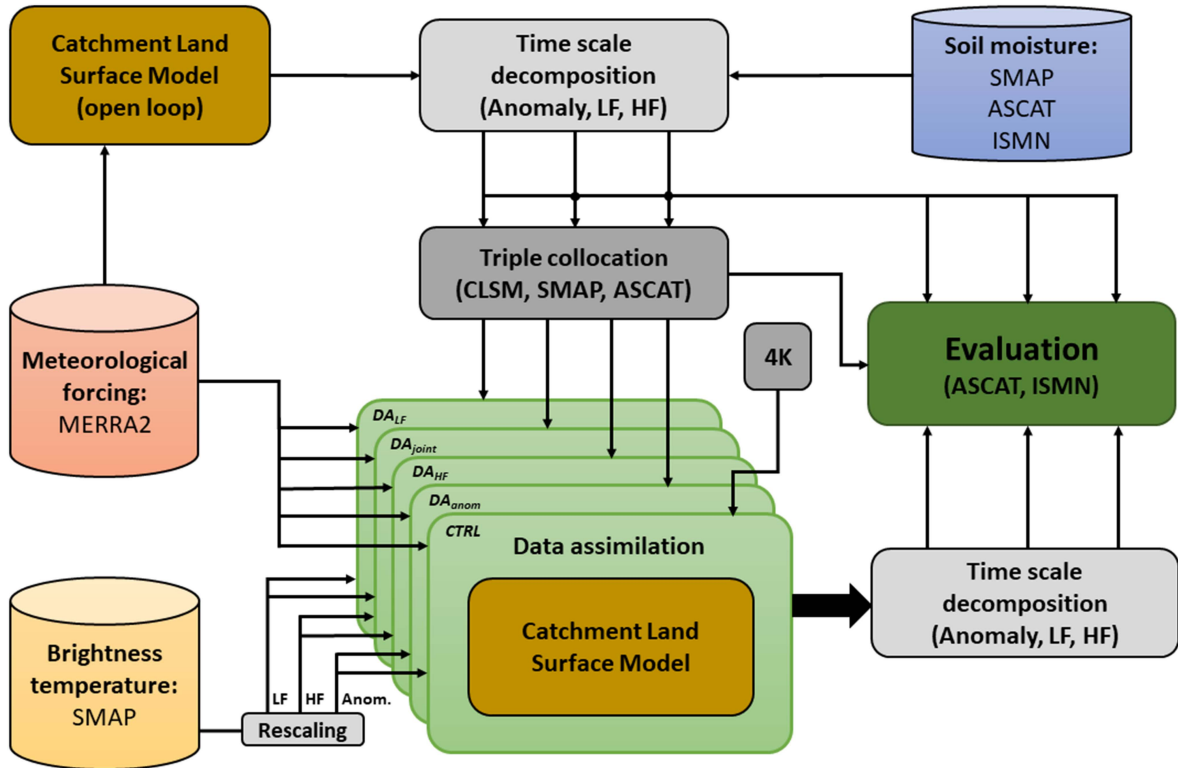 Catchment Land
Surface Model
(open loop)
Time scale
decomposition
(Anomaly, LF, HF)
Soil moisture:
SMAP
ASCAT
ISMN
Triple collocation
(CLSM, SMAP, ASCAT)
4K
Evaluation
(ASCAT, ISMN)
Meteorological
forcing:
MERRA2
DA_LF
DA_joint
DA_HF
DA_anom
CTRL
Data assimilation
Catchment Land
Surface Model
Time scale
decomposition
(Anomaly, LF, HF)
Brightness
temperature:
SMAP
LF HF Anom.
Rescaling